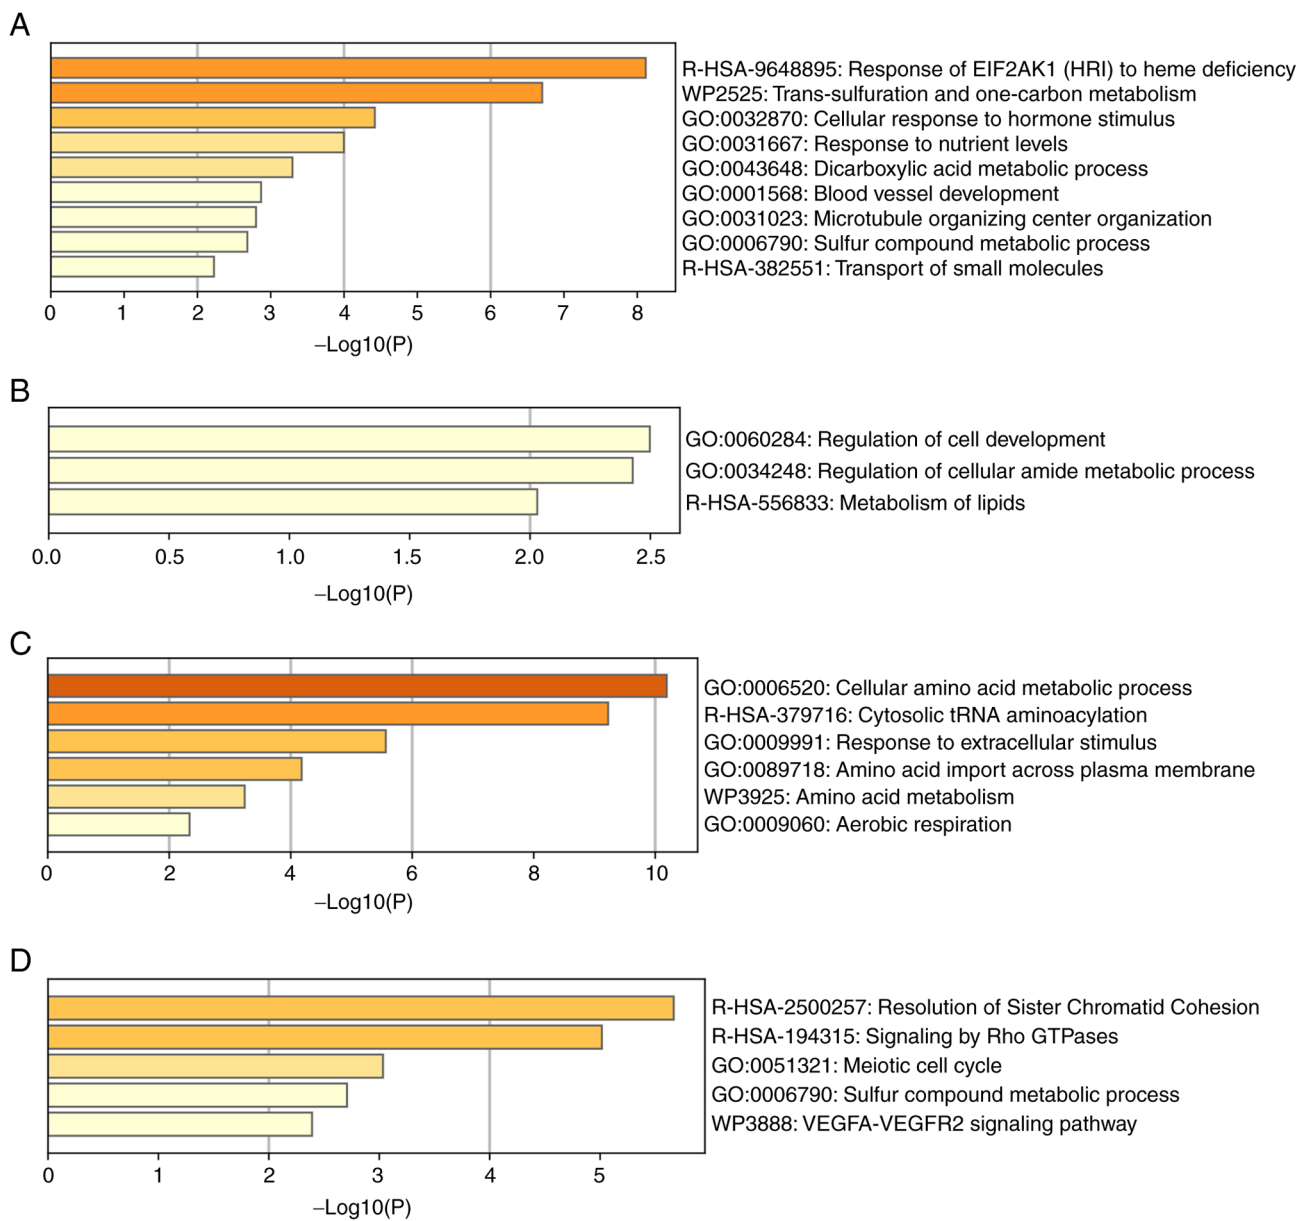 A
R-HSA-9648895: Response of EIF2AK1 (HRI) to heme deficiency
WP2525: Trans-sulfuration and one-carbon metabolism
GO:0032870: Cellular response to hormone stimulus
GO:0031667: Response to nutrient levels
GO:0043648: Dicarboxylic acid metabolic process
GO:0001568: Blood vessel development
GO:0031023: Microtubule organizing center organization
GO:0006790: Sulfur compound metabolic process
R-HSA-382551: Transport of small molecules
0 1 2 3 4 5 6 7 8
−Log10(P)
B
GO:0060284: Regulation of cell development
GO:0034248: Regulation of cellular amide metabolic process
R-HSA-556833: Metabolism of lipids
0.0 0.5 1.0 1.5 2.0 2.5
−Log10(P)
C
GO:0006520: Cellular amino acid metabolic process
R-HSA-379716: Cytosolic tRNA aminoacylation
GO:0009991: Response to extracellular stimulus
GO:0089718: Amino acid import across plasma membrane
WP3925: Amino acid metabolism
GO:0009060: Aerobic respiration
0 2 4 6 8 10
−Log10(P)
D
R-HSA-2500257: Resolution of Sister Chromatid Cohesion
R-HSA-194315: Signaling by Rho GTPases
GO:0051321: Meiotic cell cycle
GO:0006790: Sulfur compound metabolic process
WP3888: VEGFA-VEGFR2 signaling pathway
0 1 2 3 4 5
−Log10(P)